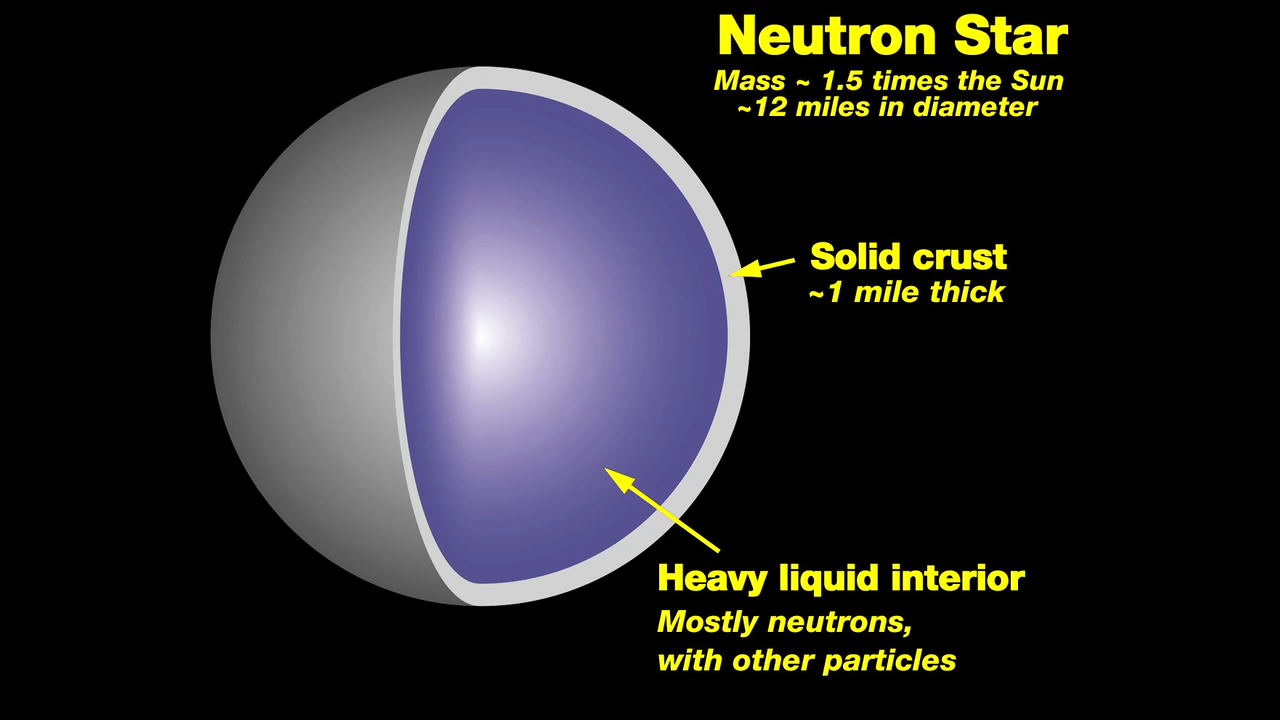 Neutron Star
Mass ~ 1.5 times the Sun
~12 miles in diameter
Solid crust
~1 mile thick
Heavy liquid interior
Mostly neutrons,
with other particles